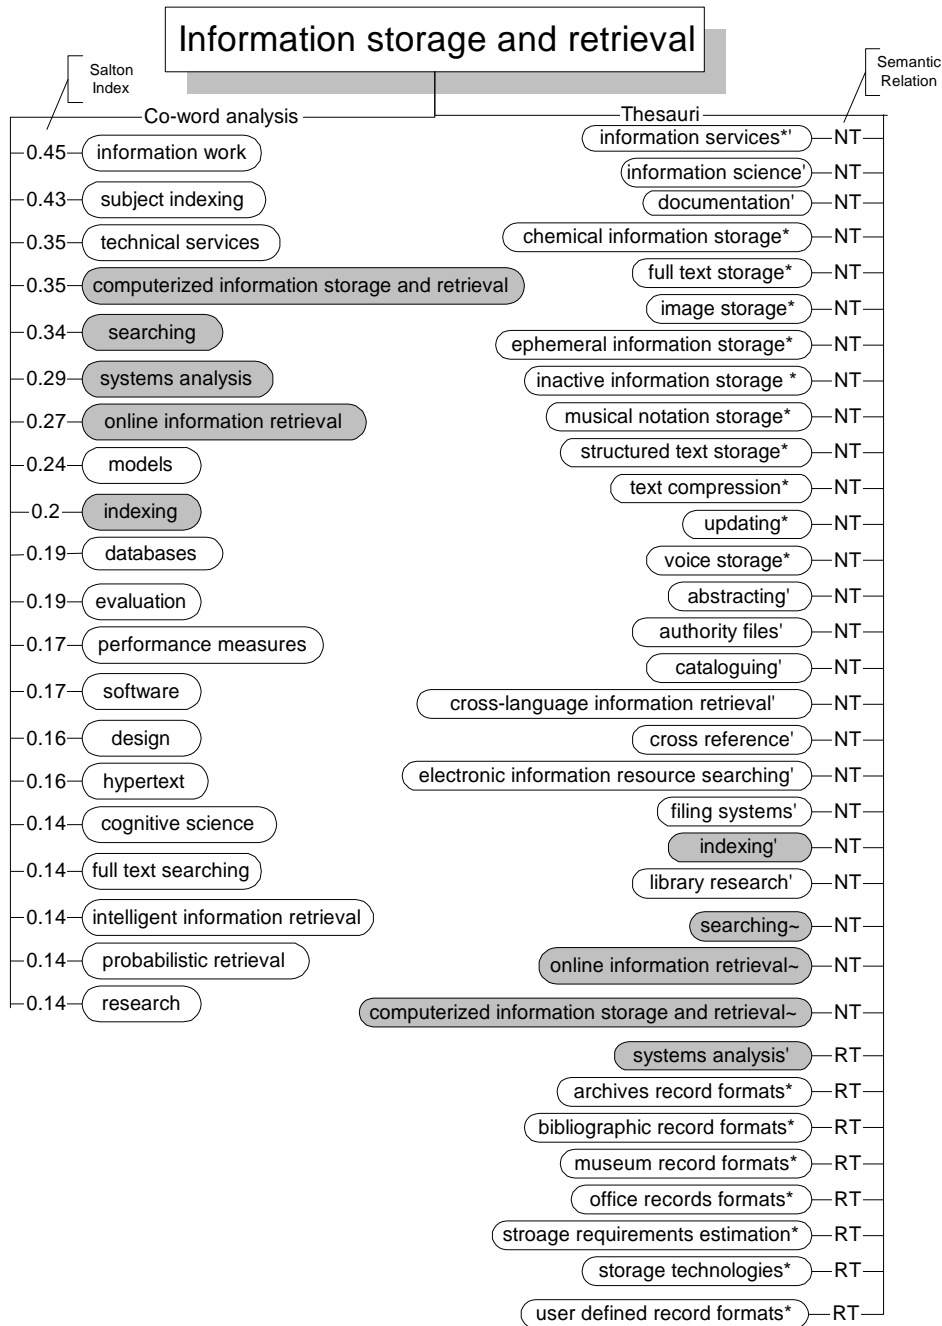 Information storage and retrieval
Salton
Index
Semantic
Relation
Co-word analysis
0.45 information work
0.43 subject indexing
0.35 technical services
0.35 computerized information storage and retrieval
0.34 searching
0.29 systems analysis
0.27 online information retrieval
0.24 models
0.2 indexing
0.19 databases
0.19 evaluation
0.17 performance measures
0.17 software
0.16 design
0.16 hypertext
0.14 cognitive science
0.14 full text searching
0.14 intelligent information retrieval
0.14 probabilistic retrieval
0.14 research
Thesauri
information services*' NT
information science' NT
documentation' NT
chemical information storage* NT
full text storage* NT
image storage* NT
ephemeral information storage* NT
inactive information storage * NT
musical notation storage* NT
structured text storage* NT
text compression* NT
updating* NT
voice storage* NT
abstracting' NT
authority files' NT
cataloguing' NT
cross-language information retrieval' NT
cross reference' NT
electronic information resource searching' NT
filing systems' NT
indexing' NT
library research' NT
searching~ NT
online information retrieval~ NT
computerized information storage and retrieval~ NT
systems analysis' RT
archives record formats* RT
bibliographic record formats* RT
museum record formats* RT
office records formats* RT
stroage requirements estimation* RT
storage technologies* RT
user defined record formats* RT